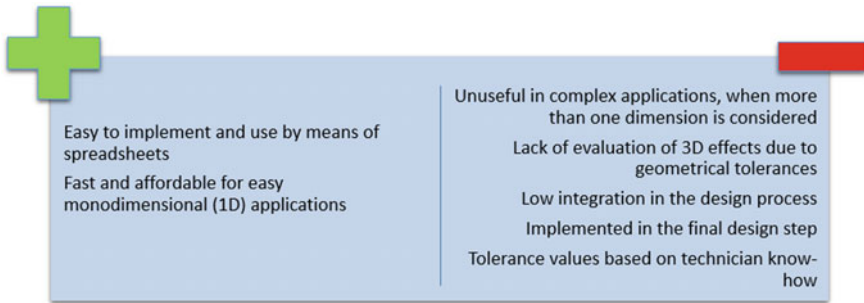 Easy to implement and use by means of
spreadsheets
Fast and affordable for easy
monodimensional (1D) applications
Unuseful in complex applications, when more
than one dimension is considered
Lack of evaluation of 3D effects due to
geometrical tolerances
Low integration in the design process
Implemented in the final design step
Tolerance values based on technician know-
how